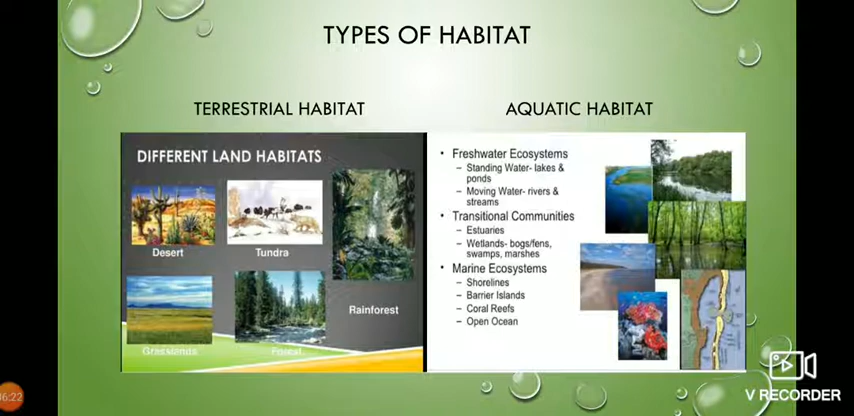 TYPES OF HABITAT
TERRESTRIAL HABITAT
AQUATIC HABITAT
DIFFERENT LAND HABITATS
Desert
Tundra
Rainforest
Grasslands
Forest
• Freshwater Ecosystems
– Standing Water- lakes &
ponds
– Moving Water- rivers &
streams
• Transitional Communities
– Estuaries
– Wetlands- bogs/fens,
swamps, marshes
• Marine Ecosystems
– Shorelines
– Barrier Islands
– Coral Reefs
– Open Ocean
06:22
V RECORDER